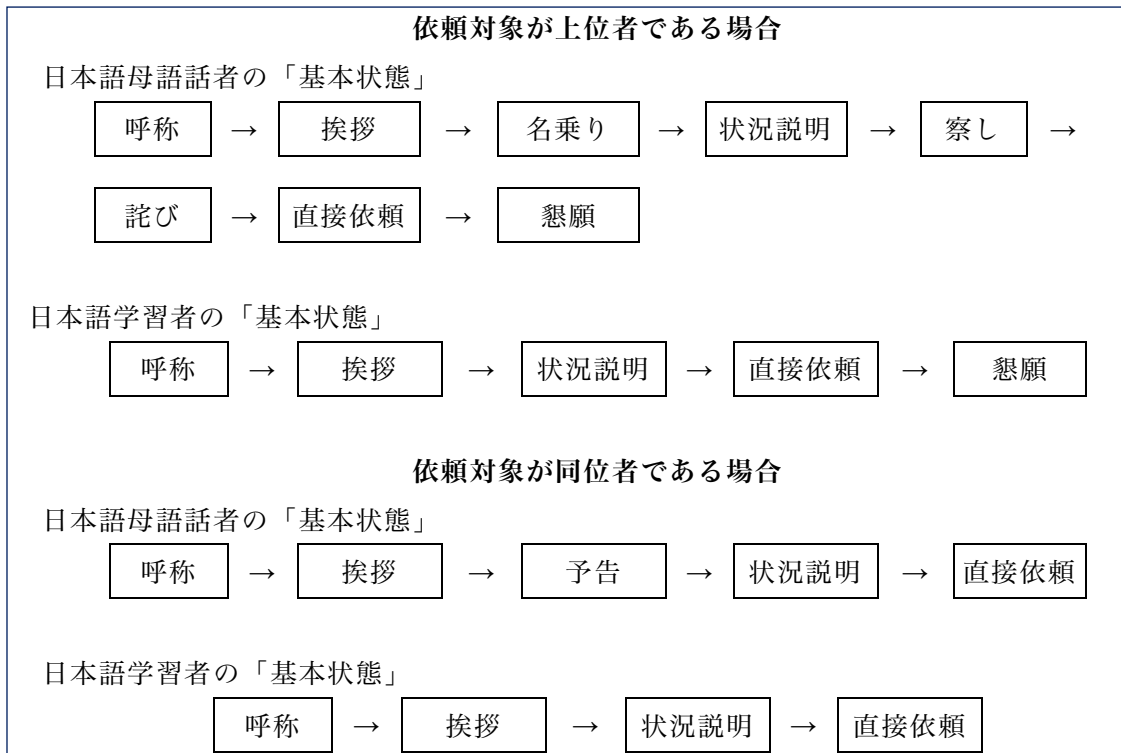 依頼対象が上位者である場合
日本語母語話者の「基本状態」
呼称 → 挨拶 → 名乗り → 状況説明 → 察し →
詫び → 直接依頼 → 懇願
日本語学習者の「基本状態」
呼称 → 挨拶 → 状況説明 → 直接依頼 → 懇願
依頼対象が同位者である場合
日本語母語話者の「基本状態」
呼称 → 挨拶 → 予告 → 状況説明 → 直接依頼
日本語学習者の「基本状態」
呼称 → 挨拶 → 状況説明 → 直接依頼